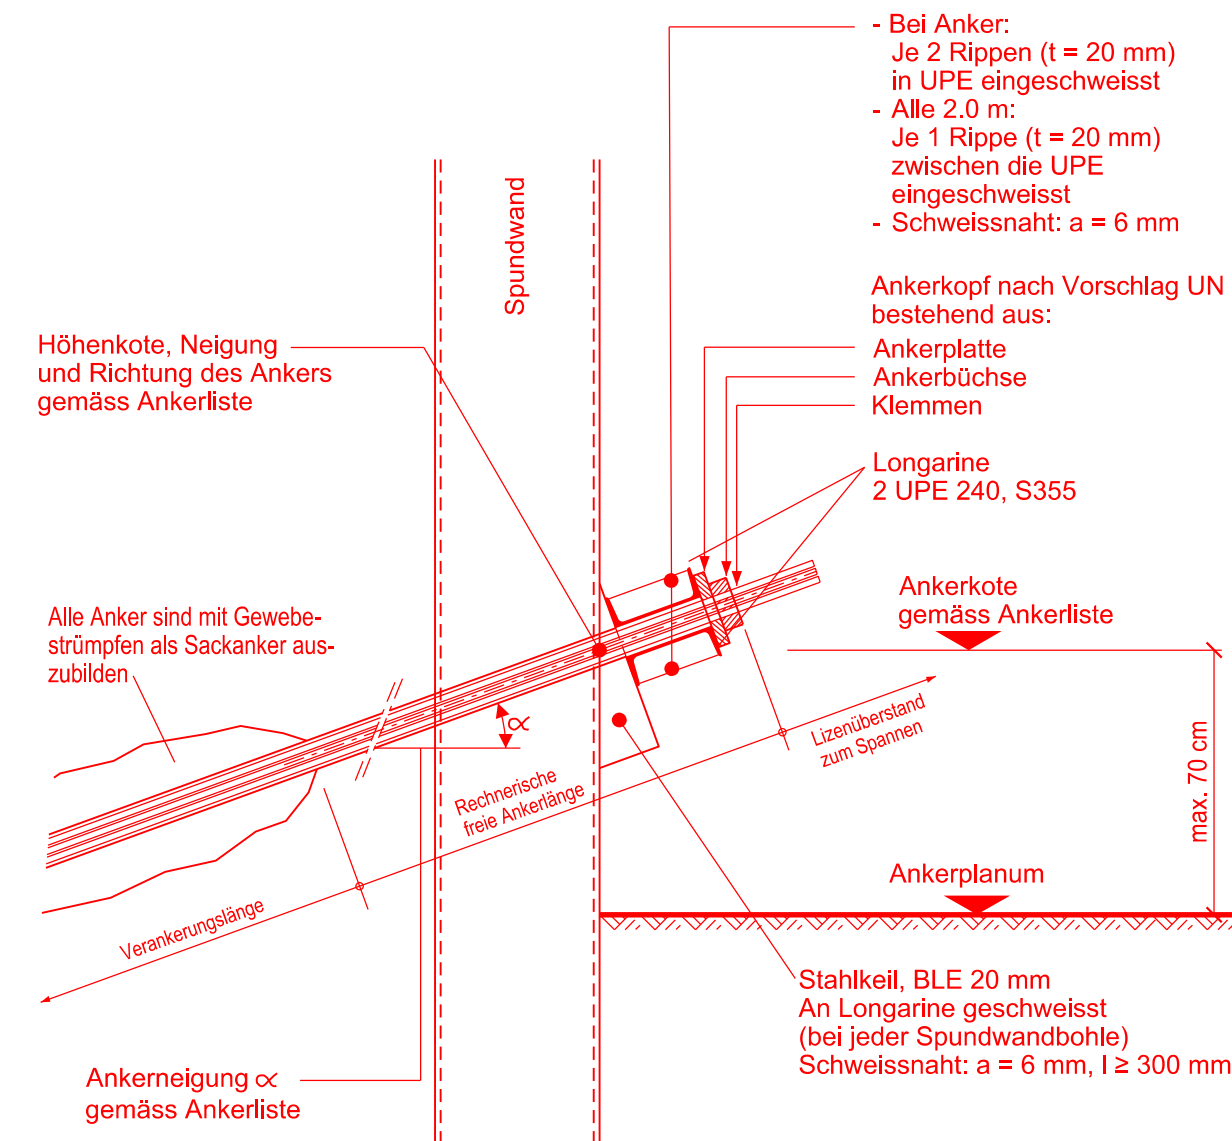 - Bei Anker:
Je 2 Rippen (t = 20 mm)
in UPE eingeschweisst
- Alle 2.0 m:
Je 1 Rippe (t = 20 mm)
zwischen die UPE
eingeschweisst
- Schweissnaht: a = 6 mm
Spundwand
Ankerkopf nach Vorschlag UN
bestehend aus:
Ankerplatte
Ankerbüchse
Klemmen
Höhenkote, Neigung
und Richtung des Ankers
gemäss Ankerliste
Longarine
2 UPE 240, S355
Alle Anker sind mit Gewebe-
strümpfen als Sackanker aus-
zubilden
Ankerkote
gemäss Ankerliste
∝
Lizenüberstand
zum Spannen
Rechnerische
freie Ankerlänge
max. 70 cm
Verankerungslänge
Ankerplanum
Stahlkeil, BLE 20 mm
An Longarine geschweisst
(bei jeder Spundwandbohle)
Schweissnaht: a = 6 mm, l ≥ 300 mm
Ankerneigung ∝
gemäss Ankerliste